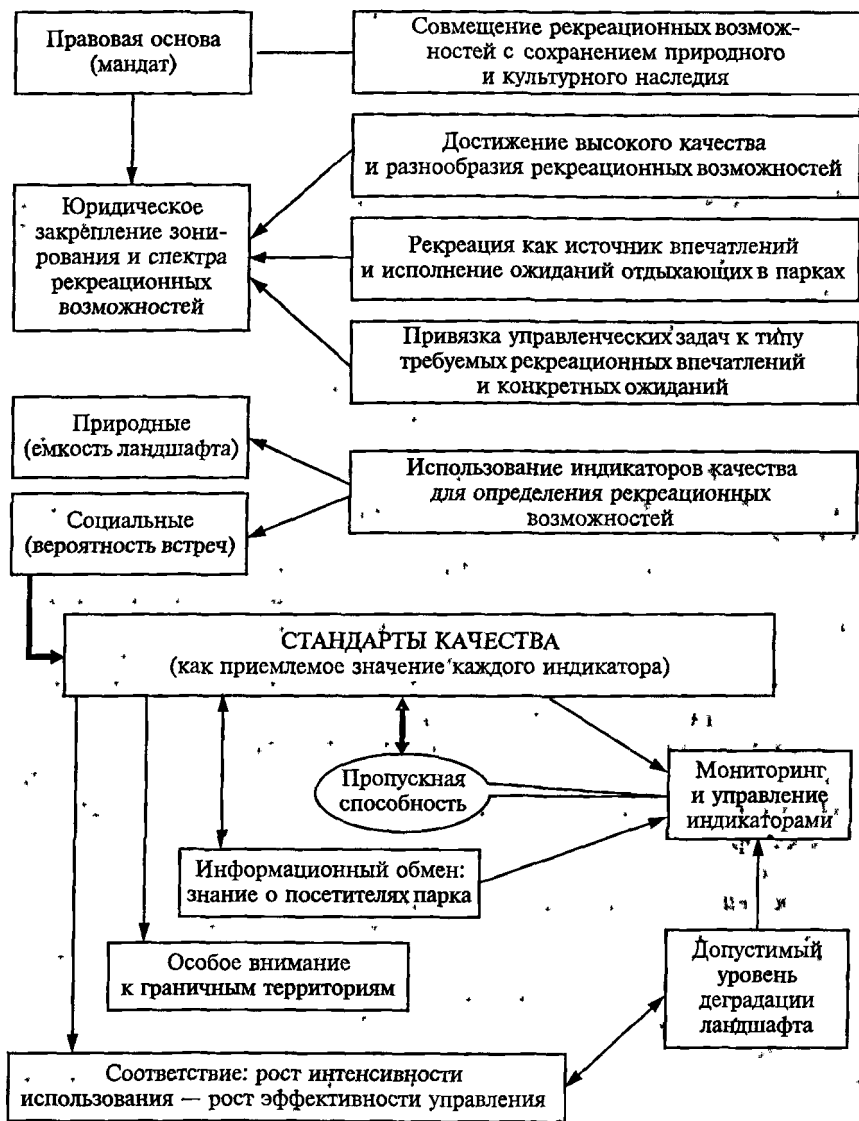 Правовая основа
(мандат)
Совмещение рекреационных возмож-
ностей с сохранением природного
и культурного наследия
Достижение высокого качества
и разнообразия рекреационных возможностей
Юридическое
закрепление зони-
рования и спектра
рекреационных
возможностей
Рекреация как источник впечатлений
и исполнение ожиданий отдыхающих в парках
Привязка управленческих задач к типу
требуемых рекреационных впечатлений
и конкретных ожиданий
Природные
(емкость ландшафта)
Использование индикаторов качества
для определения рекреационных
возможностей
Социальные
(вероятность встреч)
СТАНДАРТЫ КАЧЕСТВА
(как приемлемое значение каждого индикатора)
Пропускная
способность
Мониторинг
и управление
индикаторами
Информационный обмен:
знание о посетителях парка
Особое внимание
к граничным территориям
Допустимый
уровень
деградации
ландшафта
Соответствие: рост интенсивности
использования — рост эффективности управления